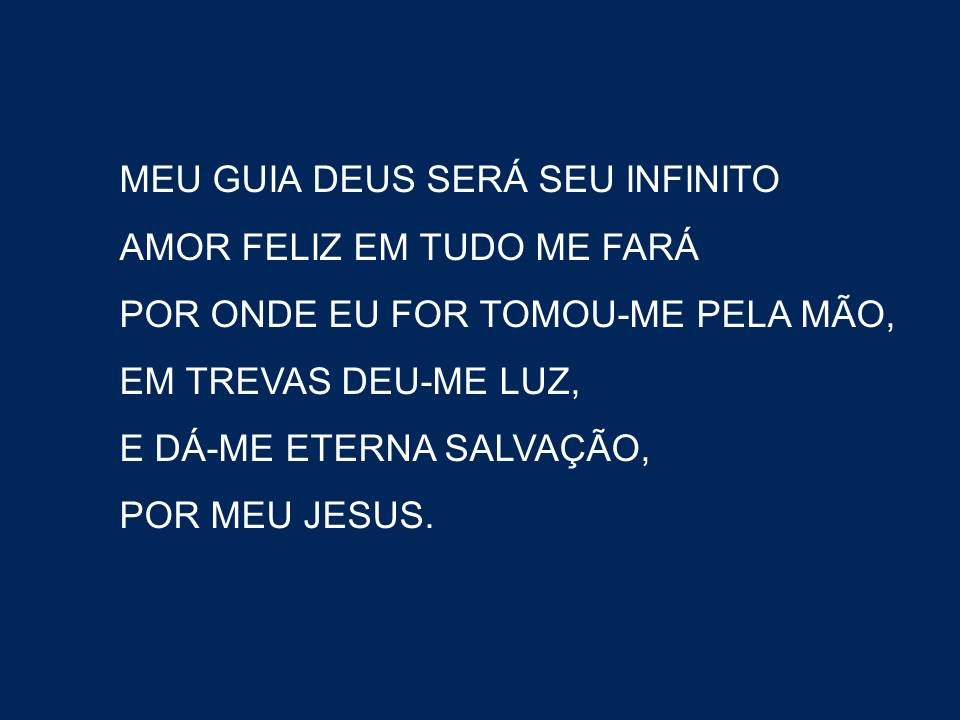 MEU GUIA DEUS SERÁ SEU INFINITO
AMOR FELIZ EM TUDO ME FARÁ
POR ONDE EU FOR TOMOU-ME PELA MÃO,
EM TREVAS DEU-ME LUZ,
E DÁ-ME ETERNA SALVAÇÃO,
POR MEU JESUS.